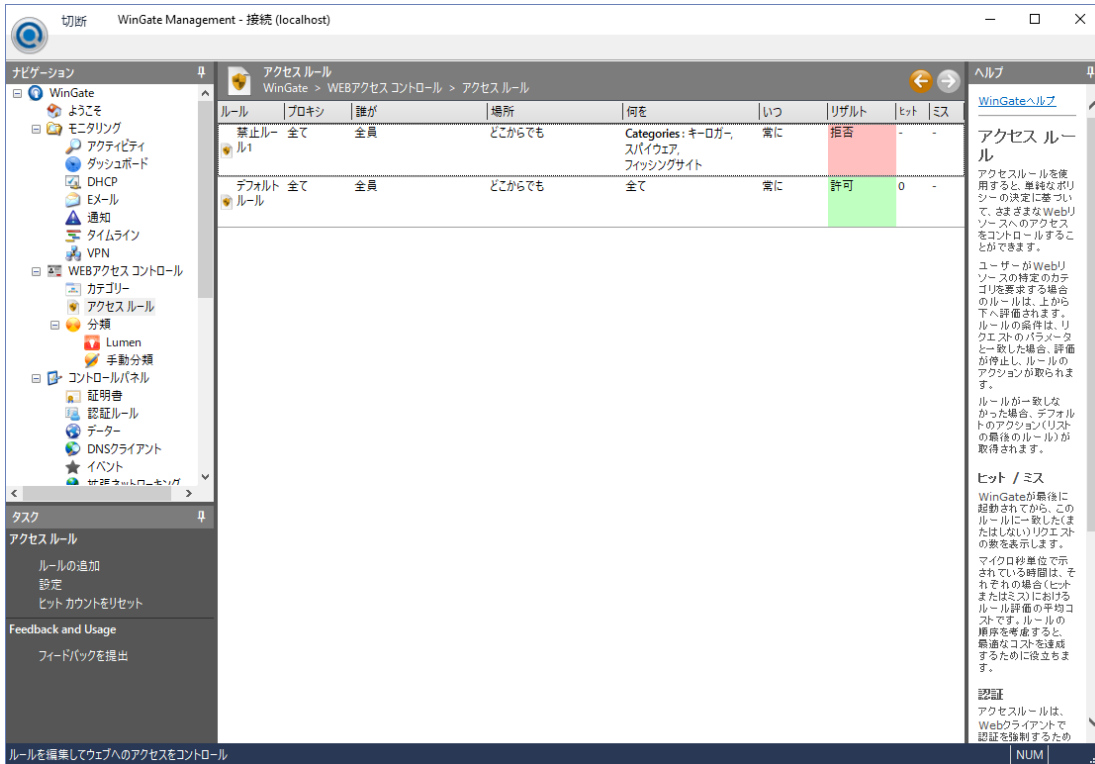 切断 WinGate Management - 接続 (localhost)
ナビゲーション
WinGate
ようこそ
モニタリング
アクティビティ
ダッシュボード
DHCP
Eメール
通知
タイムライン
VPN
WEBアクセス コントロール
カテゴリー
アクセス ルール
分類
Lumen
手動分類
コントロールパネル
証明書
認証ルール
データー
DNSクライアント
イベント
拡張ネットワーキング
タスク
アクセス ルール
ルールの追加
設定
ヒット カウントをリセット
Feedback and Usage
フィードバックを提出
アクセス ルール
WinGate > WEBアクセス コントロール > アクセス ルール
ルール プロキシ 誰が 場所 何を いつ リザルト ヒット ミス
禁止ルール1 全て 全員 どこからでも Categories : キーロガー, スパイウェア, フィッシングサイト 常に 拒否 - -
デフォルトルール 全て 全員 どこからでも 全て 常に 許可 0 -
ヘルプ
WinGateヘルプ
アクセス ルー
ル
アクセスルールを使
用すると、単純なポリ
シーの決定に基づい
て、さまざまなWebリ
ソースへのアクセス
をコントロールするこ
とができます。
ユーザーがWebリ
ソースの特定のカテ
ゴリを要求する場合
のルールは、上から
下へ評価されます。
ルールの条件は、リ
クエストのパラメータ
と一致した場合、評価
が停止し、ルールの
アクションが取られま
す。
ルールが一致しな
かった場合、デフォル
トのアクション(リスト
の最後のルール)が
取得されます。
ヒット / ミス
WinGateが最後に
起動されてから、この
ルールに一致した(ま
たはしない)リクエスト
の数を表示します。
マイクロ秒単位で示
されている時間は、そ
れぞれの場合(ヒット
またはミス)における
ルール評価の平均コ
ストです。ルールの
順序を考慮すると、
最適なコストを達成
するために役立ちま
す。
認証
アクセスルールは、
Webクライアントで
認証を強制するため
ルールを編集してウェブへのアクセスをコントロール
NUM